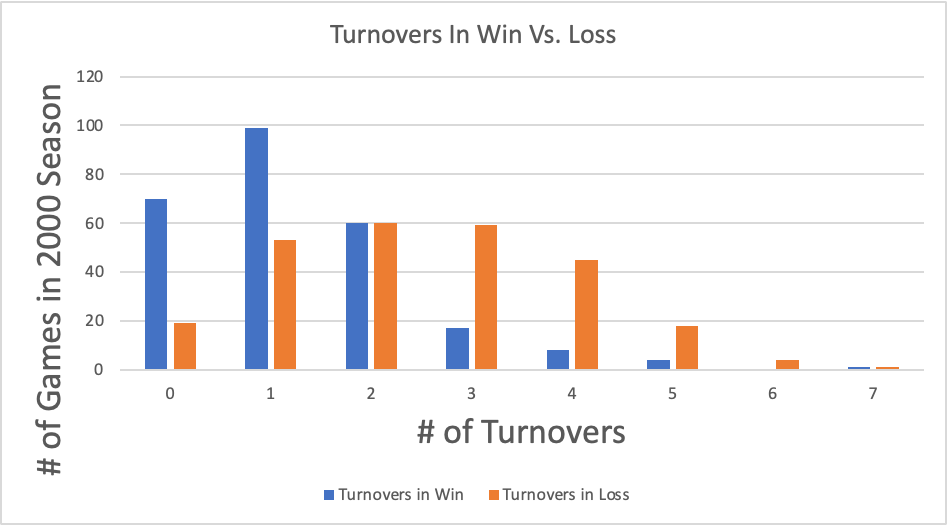 Turnovers In Win Vs. Loss
# of Games in 2000 Season
120
100
80
60
40
20
0
0 1 2 3 4 5 6 7
# of Turnovers
Turnovers in Win Turnovers in Loss